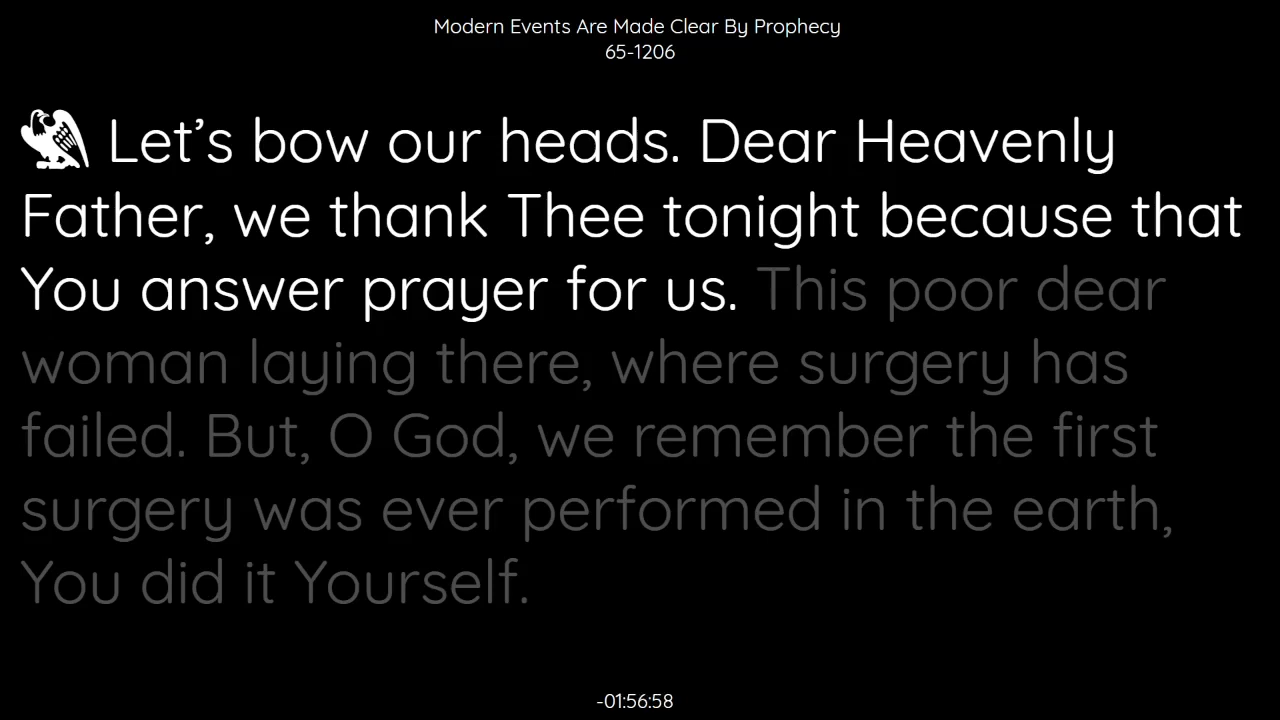 Modern Events Are Made Clear By Prophecy
65-1206
Let’s bow our heads. Dear Heavenly
Father, we thank Thee tonight because that
You answer prayer for us. This poor dear
woman laying there, where surgery has
failed. But, O God, we remember the first
surgery was ever performed in the earth,
You did it Yourself.
-01:56:58